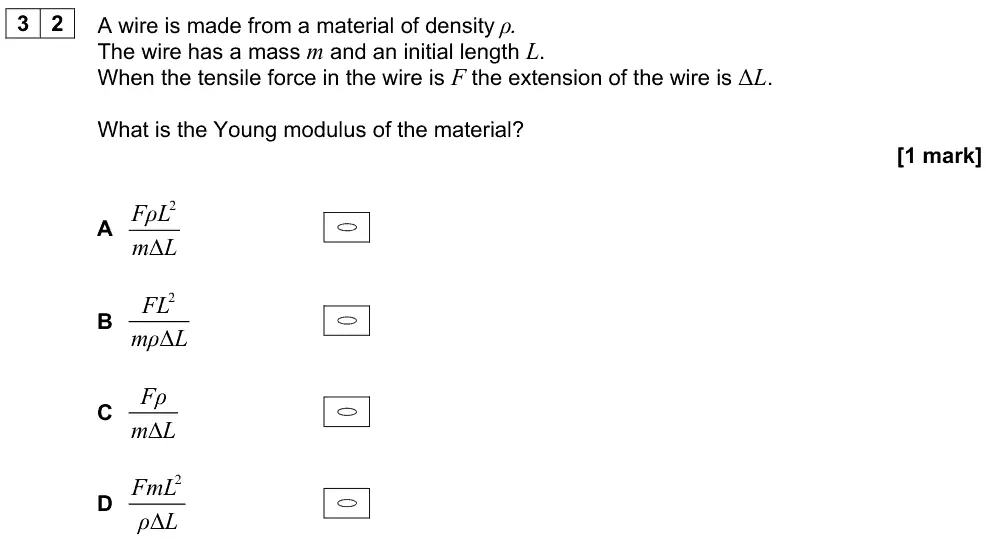 3 2 A wire is made from a material of density ρ.
The wire has a mass m and an initial length L.
When the tensile force in the wire is F the extension of the wire is ΔL.
What is the Young modulus of the material?
[1 mark]
A FρL² / mΔL
B FL² / mρΔL
C Fρ / mΔL
D FmL² / ρΔL